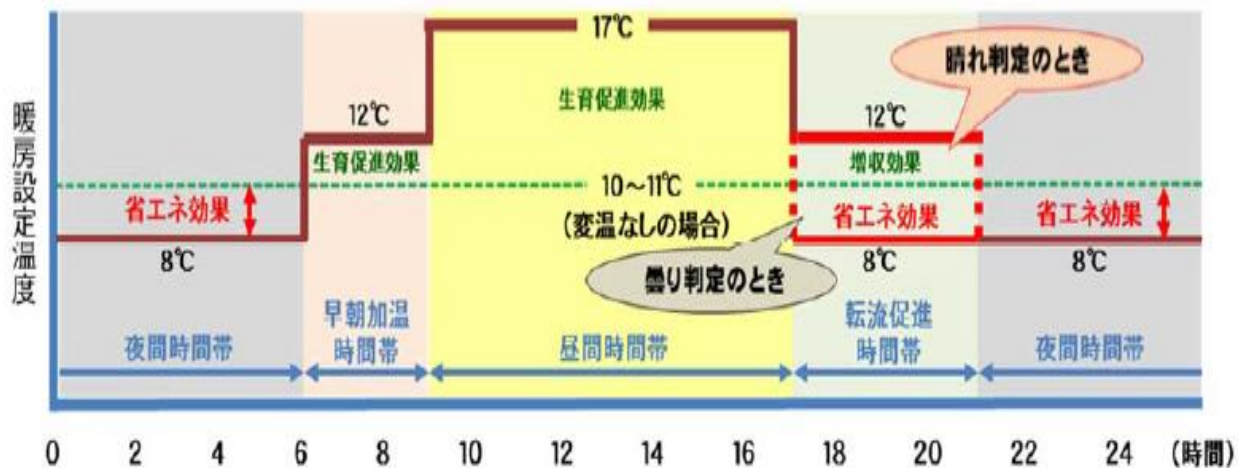 17℃
晴れ判定のとき
生育促進効果
12℃
12℃
生育促進効果
増収効果
暖房設定温度
10～11℃
(変温なしの場合)
省エネ効果
省エネ効果
省エネ効果
8℃
8℃
8℃
曇り判定のとき
夜間時間帯
早朝加温
時間帯
昼間時間帯
転流促進
時間帯
夜間時間帯
0 2 4 6 8 10 12 14 16 18 20 22 24 (時間)